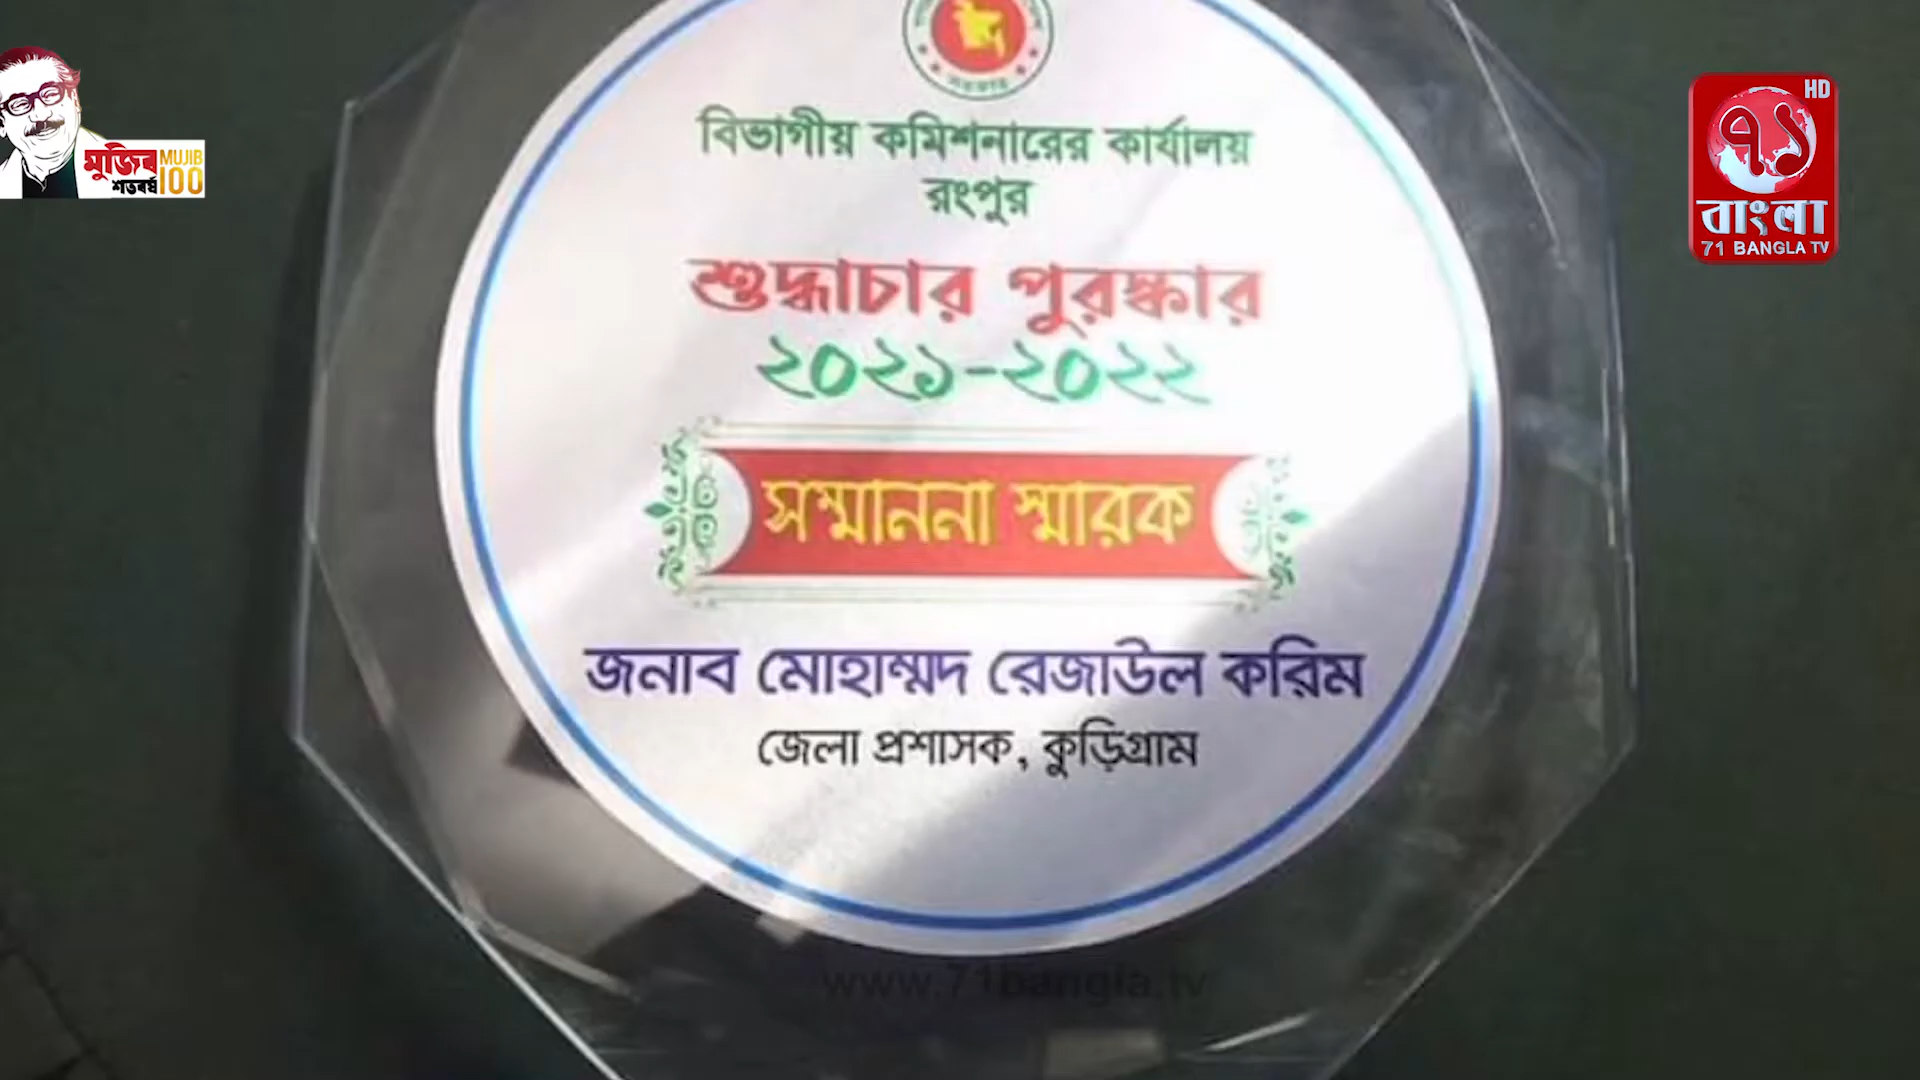 বিভাগীয় কমিশনারের কার্যালয়
রংপুর
শুদ্ধাচার পুরস্কার
২০২১-২০২২
সম্মাননা স্মারক
জনাব মোহাম্মদ রেজাউল করিম
জেলা প্রশাসক, কুড়িগ্রাম
www.71bangla.tv
মুজিব
শতবর্ষ
MUJIB
100
HD
৭১
বাংলা
71 BANGLA TV